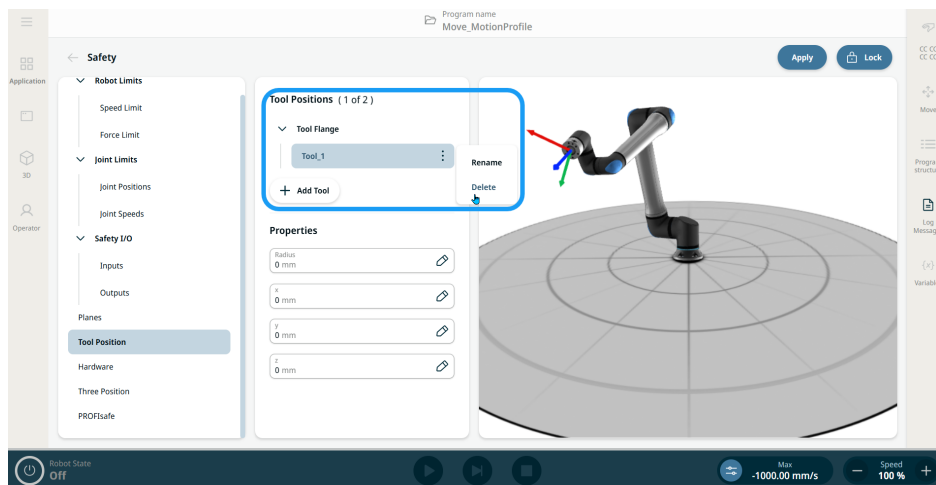 Program name
Move_MotionProfile
Safety
Apply
Lock
Application
3D
Operator
Robot Limits
Speed Limit
Force Limit
Joint Limits
Joint Positions
Joint Speeds
Safety I/O
Inputs
Outputs
Planes
Tool Position
Hardware
Three Position
PROFIsafe
Tool Positions ( 1 of 2 )
Tool Flange
Tool_1
Rename
Delete
Add Tool
Properties
Radius
0 mm
x
0 mm
y
0 mm
z
0 mm
Move
Log
Robot State
Off
Max
-1000.00 mm/s
Speed
100 %